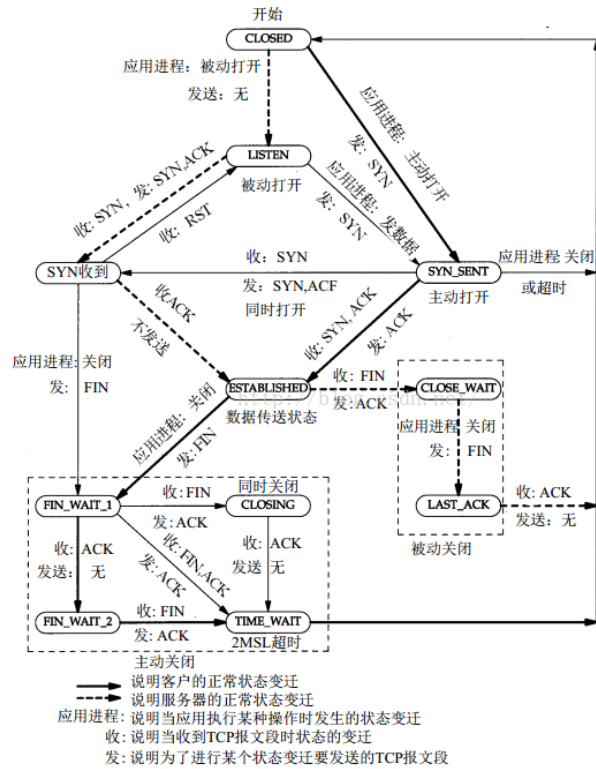 开始
CLOSED
应用进程：被动打开
发送：无
应用进程：主动打开
发：SYN
LISTEN
被动打开
收：SYN，发：SYN,ACK
收：RST
应用进程：发数据
发：SYN
SYN收到
收：SYN
发：SYN,ACF
同时打开
SYN_SENT
主动打开
应用进程 关闭
或超时
收ACK
不发送
收：SYN, ACK
发：ACK
应用进程: 关闭
发： FIN
ESTABLISHED
数据传送状态
收: FIN
发:ACK
CLOSE_WAIT
应用进程: 关闭
发: FIN
应用进程: 关闭
发: FIN
LAST_ACK
收: ACK
发送: 无
被动关闭
FIN_WAIT_1
收: FIN
发: ACK
同时关闭
CLOSING
收: ACK
发送： 无
收: FIN,ACK
发: ACK
收: ACK
发送 无
FIN_WAIT_2
收: FIN
发: ACK
TIME_WAIT
2MSL超时
主动关闭
说明客户的正常状态变迁
说明服务器的正常状态变迁
应用进程: 说明当应用执行某种操作时发生的状态变迁
收: 说明当收到TCP报文段时状态的变迁
发: 说明为了进行某个状态变迁要发送的TCP报文段